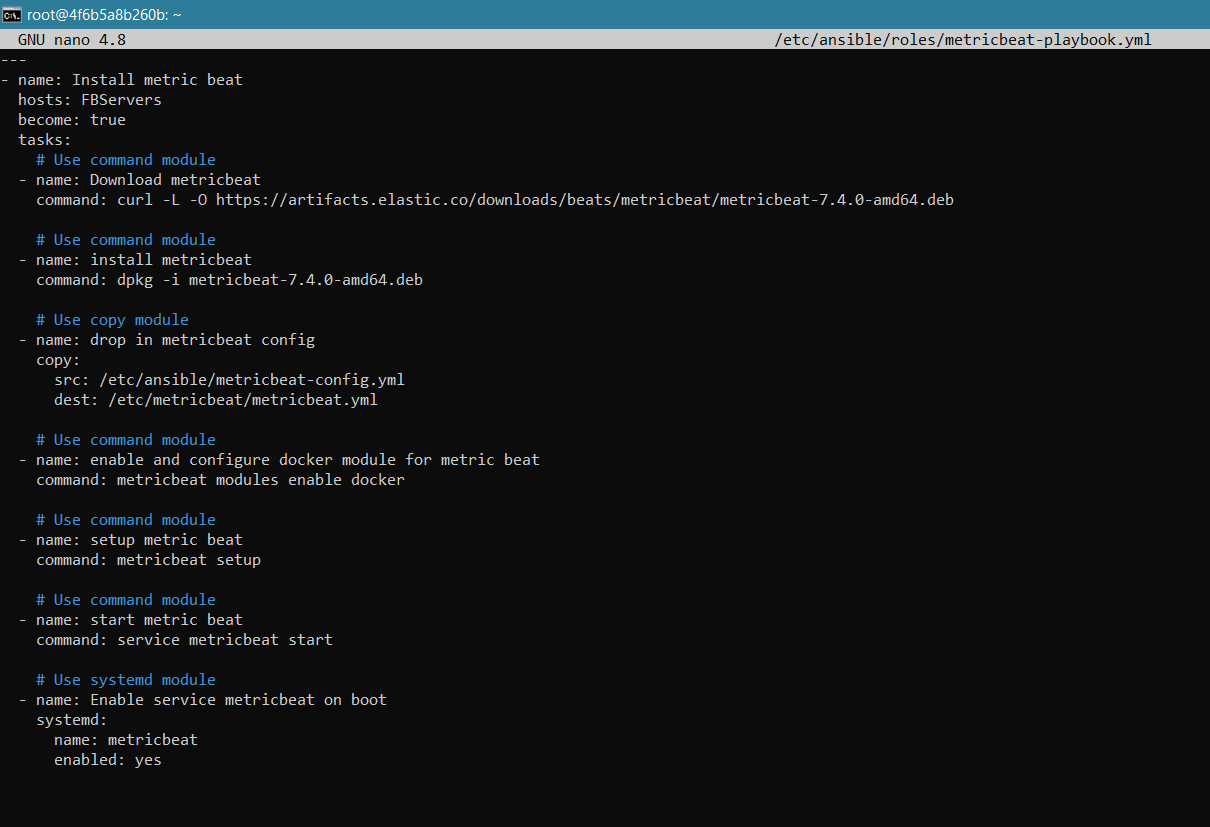 root@4f6b5a8b260b: ~
GNU nano 4.8 /etc/ansible/roles/metricbeat-playbook.yml
---
- name: Install metric beat
  hosts: FBServers
  become: true
  tasks:
    # Use command module
  - name: Download metricbeat
    command: curl -L -O https://artifacts.elastic.co/downloads/beats/metricbeat/metricbeat-7.4.0-amd64.deb

    # Use command module
  - name: install metricbeat
    command: dpkg -i metricbeat-7.4.0-amd64.deb

    # Use copy module
  - name: drop in metricbeat config
    copy:
      src: /etc/ansible/metricbeat-config.yml
      dest: /etc/metricbeat/metricbeat.yml

    # Use command module
  - name: enable and configure docker module for metric beat
    command: metricbeat modules enable docker

    # Use command module
  - name: setup metric beat
    command: metricbeat setup

    # Use command module
  - name: start metric beat
    command: service metricbeat start

    # Use systemd module
  - name: Enable service metricbeat on boot
    systemd:
      name: metricbeat
      enabled: yes